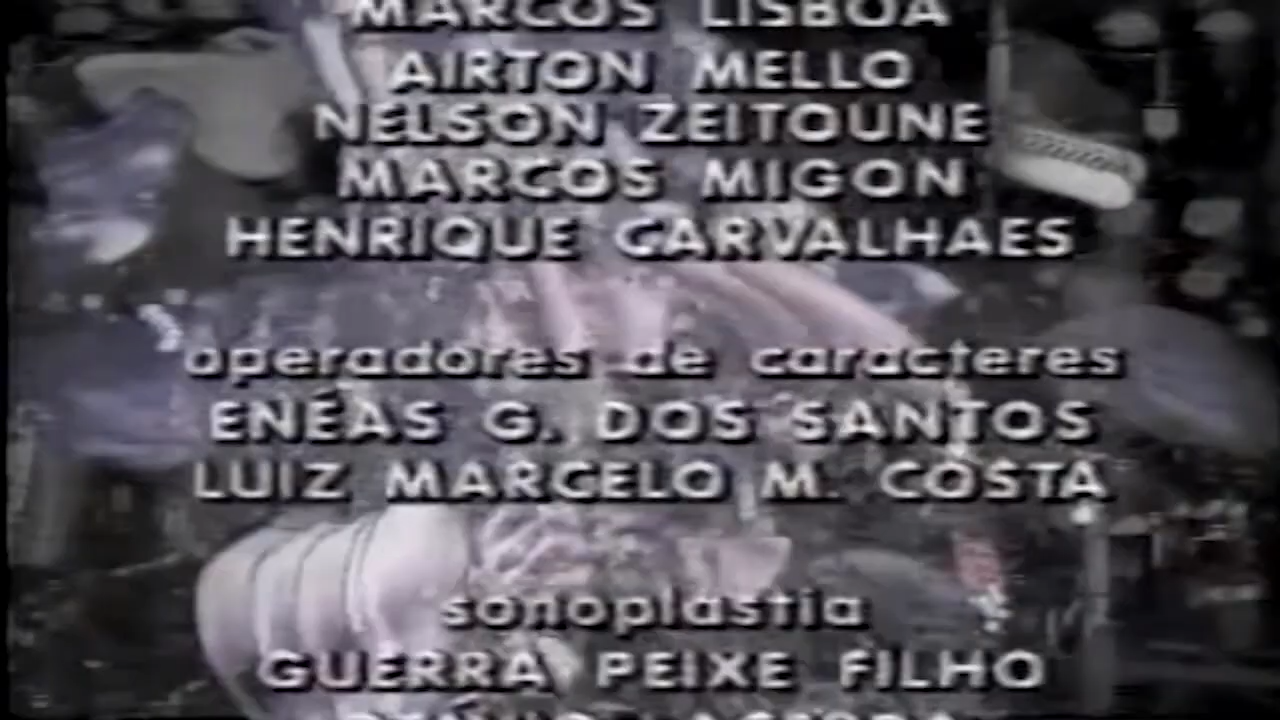 MARCOS LISBOA
AIRTON MELLO
NELSON ZEITOUNE
MARCOS MIGON
HENRIQUE CARVALHAES
operadores de caracteres
ENÉAS G. DOS SANTOS
LUIZ MARCELO M. COSTA
sonoplastia
GUERRA PEIXE FILHO